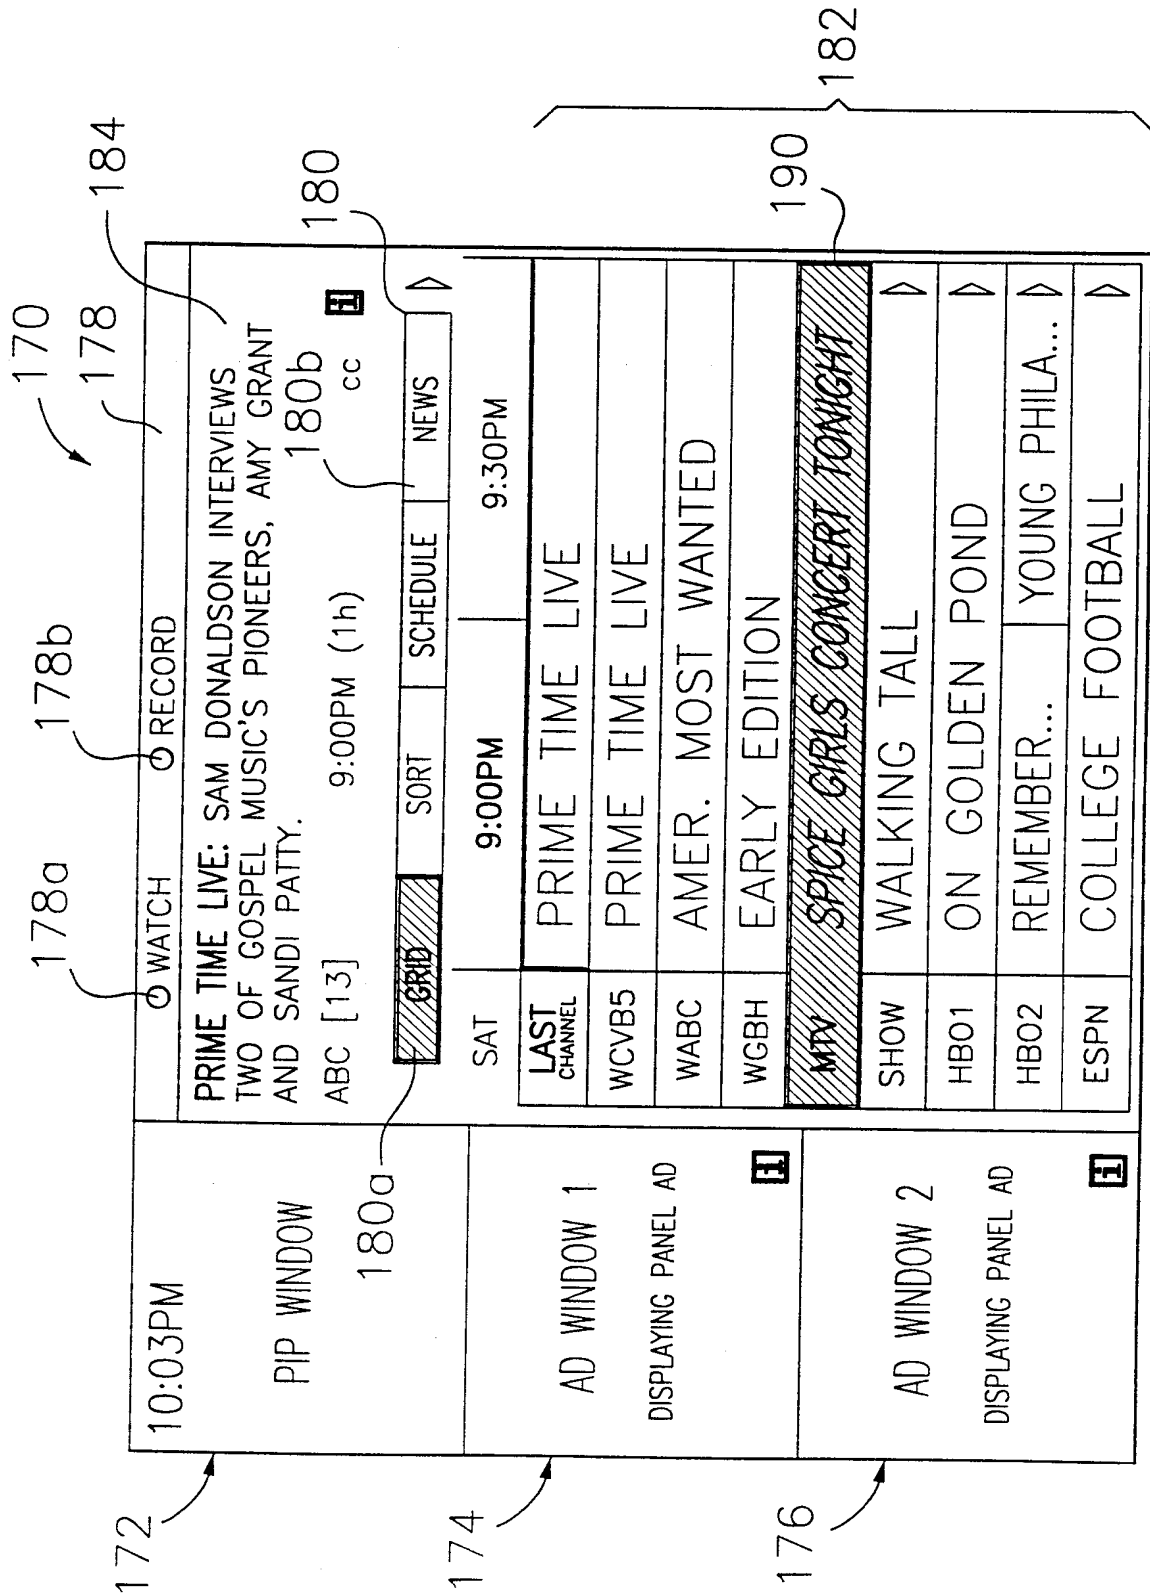 170
178
184
178a
178b
10:03PM
PIP WINDOW
WATCH
RECORD
PRIME TIME LIVE: SAM DONALDSON INTERVIEWS
TWO OF GOSPEL MUSIC'S PIONEERS, AMY GRANT
AND SANDI PATTY.
ABC [13] 9:00PM (1h) CC i
180b
180
180a
GRID SORT SCHEDULE NEWS
SAT 9:00PM 9:30PM
LAST CHANNEL PRIME TIME LIVE
WCVB5 PRIME TIME LIVE
WABC AMER. MOST WANTED
WGBH EARLY EDITION
MTV SPICE GIRLS CONCERT TONIGHT
SHOW WALKING TALL
HBO1 ON GOLDEN POND
HBO2 REMEMBER... YOUNG PHILA...
ESPN COLLEGE FOOTBALL
190
182
172
174
AD WINDOW 1
DISPLAYING PANEL AD
i
176
AD WINDOW 2
DISPLAYING PANEL AD
i